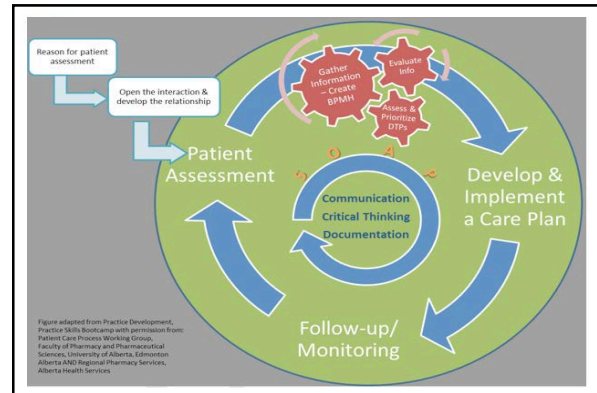 Reason for patient
assessment
Open the interaction &
develop the relationship
Gather
Information
– Create
BPMH
Evaluate
Info
Assess &
Prioritize
DTPs
Patient
Assessment
S O A P
Develop &
Implement
a Care Plan
Communication
Critical Thinking
Documentation
Follow-up/
Monitoring
Figure adapted from Practice Development,
Practice Skills Bootcamp with permission from:
Patient Care Process Working Group,
Faculty of Pharmacy and Pharmaceutical
Sciences, University of Alberta, Edmonton
Alberta AND Regional Pharmacy Services,
Alberta Health Services